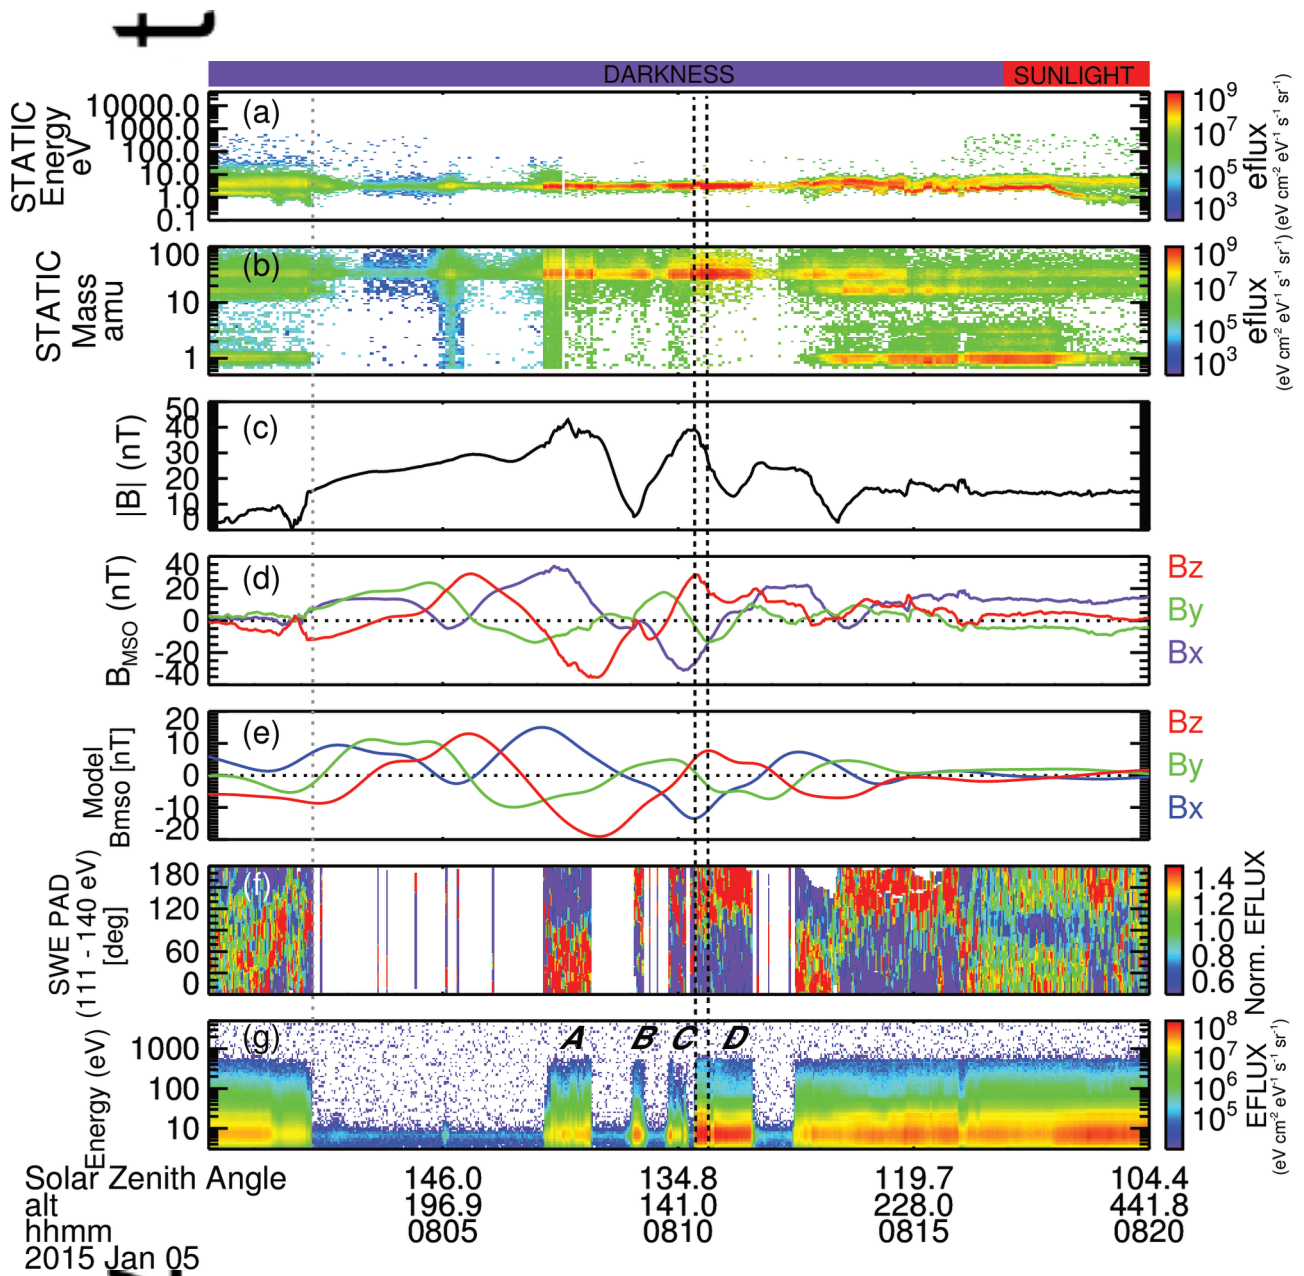 t
DARKNESS SUNLIGHT
STATIC
Energy
eV
10000.0
1000.0
100.0
10.0
1.0
0.1
(a)
10⁹
10⁷
10⁵
10³
eflux
(eV cm⁻² eV⁻¹ s⁻¹ sr⁻¹)
STATIC
Mass
amu
100
10
1
(b)
10⁹
10⁷
10⁵
10³
eflux
(eV cm⁻² eV⁻¹ s⁻¹ sr⁻¹)
|B| (nT)
50
40
30
20
10
0
(c)
B_MSO (nT)
40
20
0
-20
-40
(d)
Bz
By
Bx
Model
Bmso [nT]
20
10
0
-10
-20
(e)
Bz
By
Bx
SWE PAD
(111 - 140 eV)
[deg]
180
120
60
0
(f)
1.4
1.2
1.0
0.8
0.6
Norm. EFLUX
Energy (eV)
1000
100
10
(g)
A B C D
10⁸
10⁷
10⁶
10⁵
EFLUX
(eV cm⁻² eV⁻¹ s⁻¹ sr⁻¹)
Solar Zenith Angle 146.0 134.8 119.7 104.4
alt 196.9 141.0 228.0 441.8
hhmm 0805 0810 0815 0820
2015 Jan 05